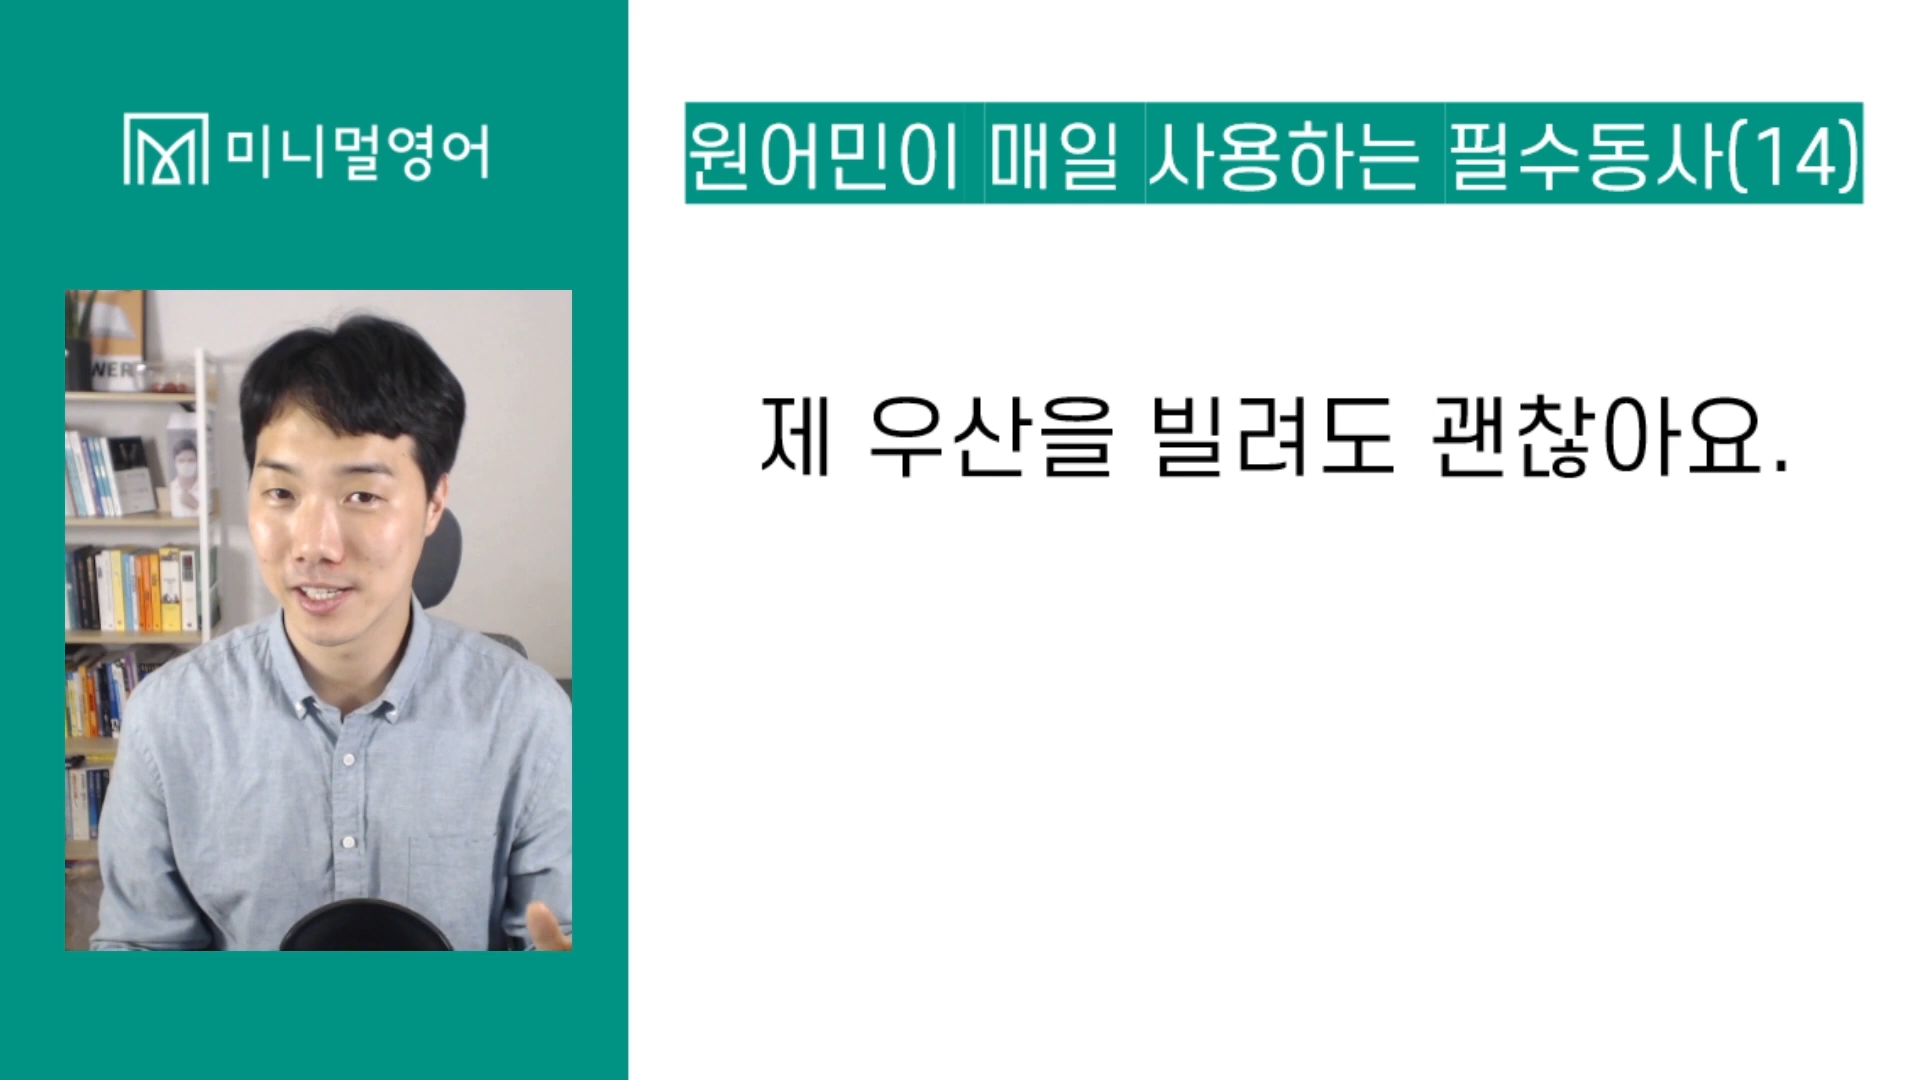 미니멀영어
원어민이 매일 사용하는 필수동사(14)
WER
제 우산을 빌려도 괜찮아요.